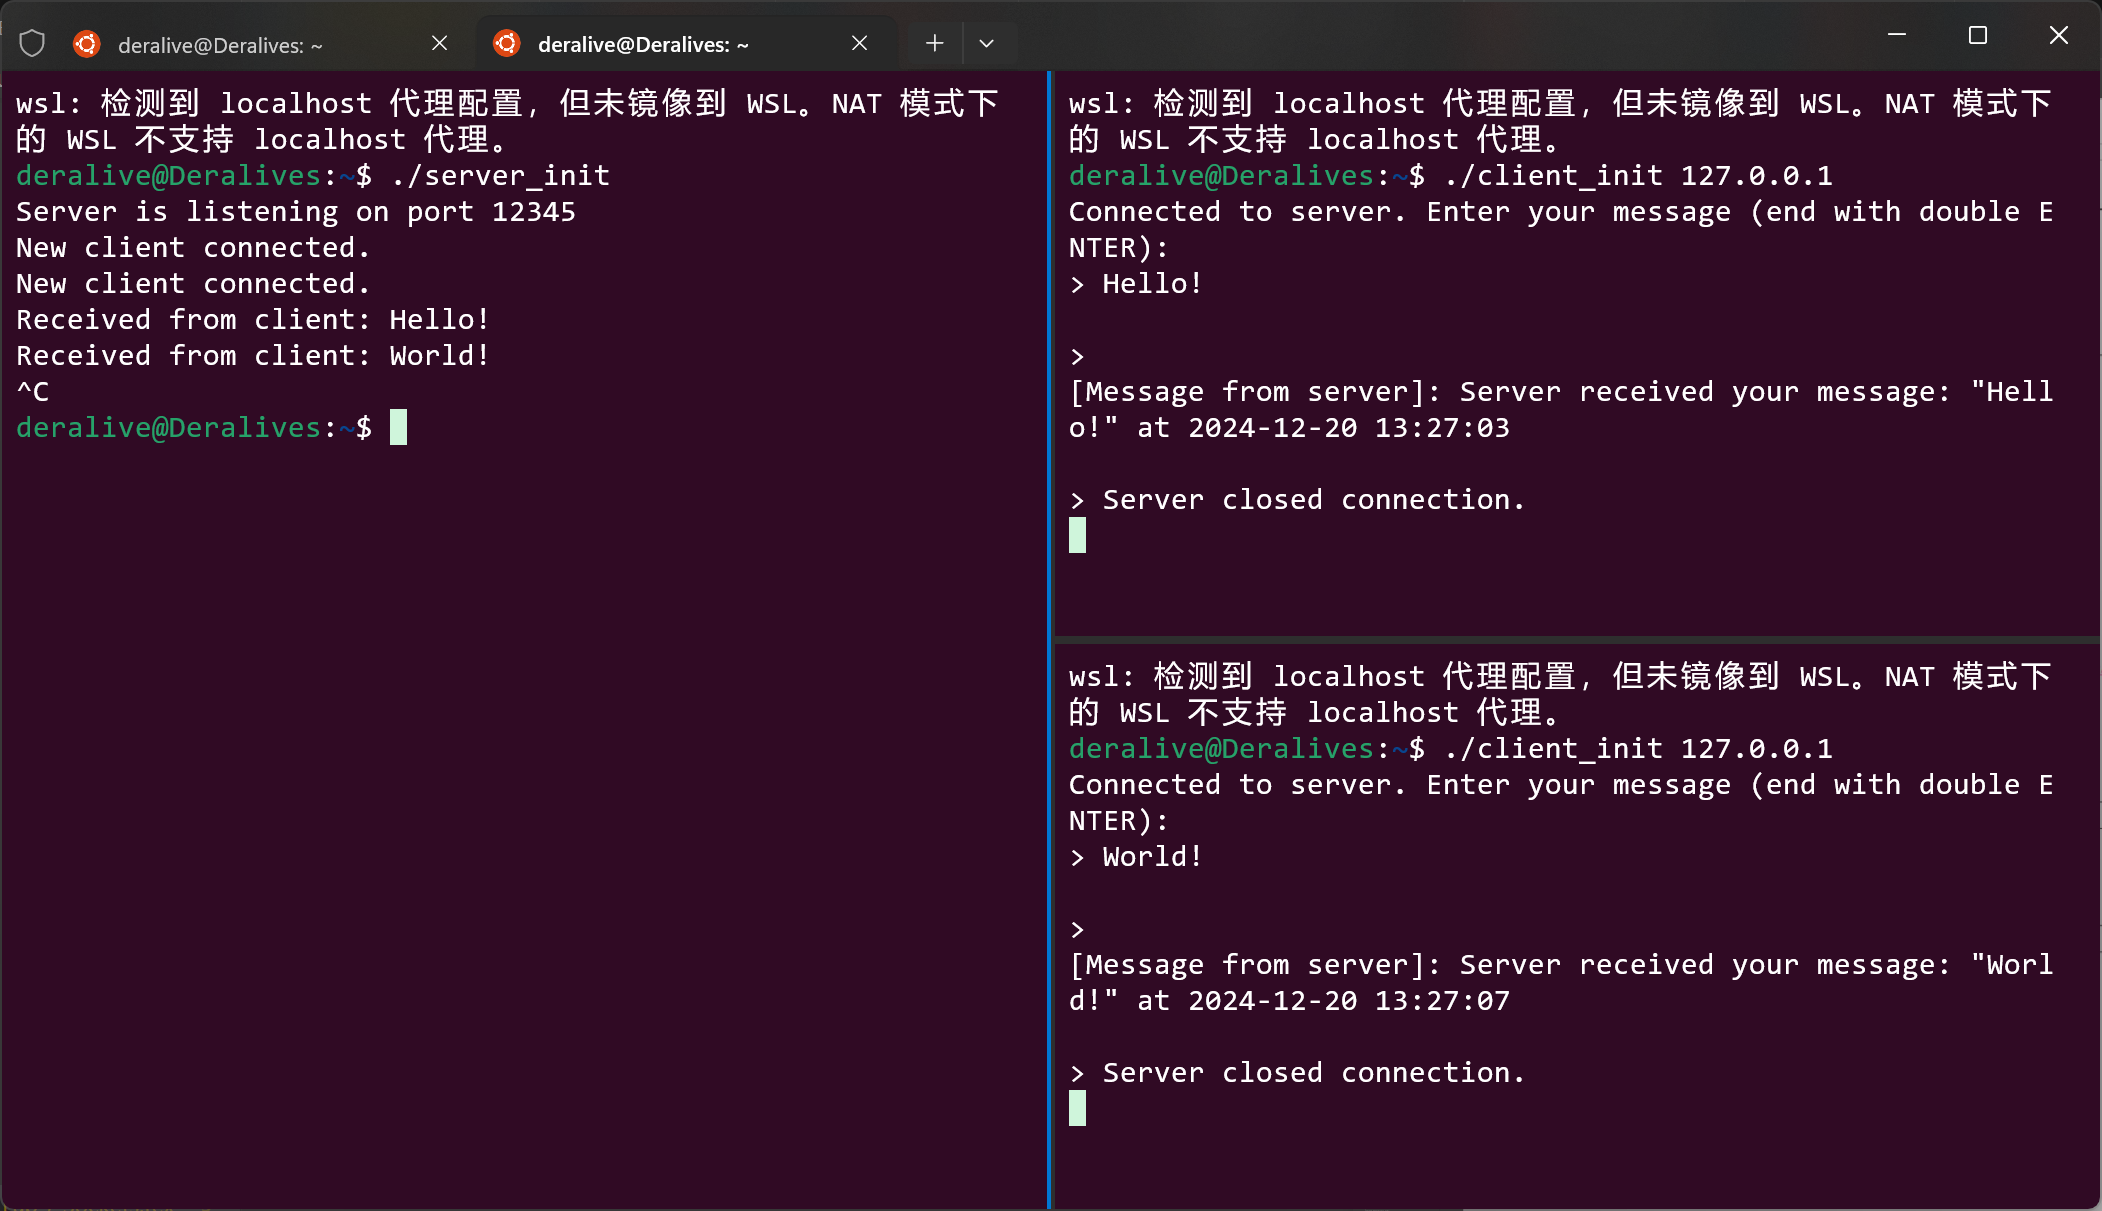 deralive@Deralives: ~
deralive@Deralives: ~
wsl: 检测到 localhost 代理配置，但未镜像到 WSL。NAT 模式下
的 WSL 不支持 localhost 代理。
deralive@Deralives:~$ ./server_init
Server is listening on port 12345
New client connected.
New client connected.
Received from client: Hello!
Received from client: World!
^C
deralive@Deralives:~$
wsl: 检测到 localhost 代理配置，但未镜像到 WSL。NAT 模式下
的 WSL 不支持 localhost 代理。
deralive@Deralives:~$ ./client_init 127.0.0.1
Connected to server. Enter your message (end with double E
NTER):
> Hello!
>
[Message from server]: Server received your message: "Hell
o!" at 2024-12-20 13:27:03
> Server closed connection.
wsl: 检测到 localhost 代理配置，但未镜像到 WSL。NAT 模式下
的 WSL 不支持 localhost 代理。
deralive@Deralives:~$ ./client_init 127.0.0.1
Connected to server. Enter your message (end with double E
NTER):
> World!
>
[Message from server]: Server received your message: "Worl
d!" at 2024-12-20 13:27:07
> Server closed connection.